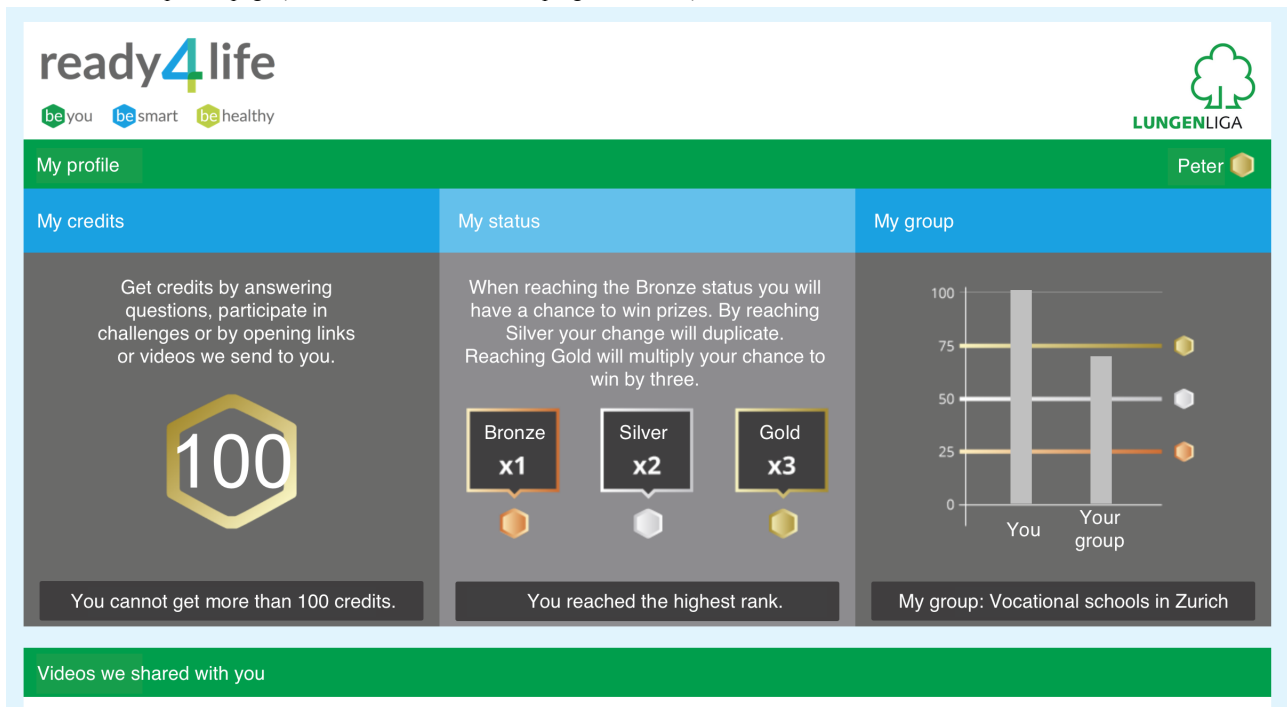 ready4life
be you be smart be healthy
LUNGENLIGA
My profile
Peter
My credits
My status
My group
Get credits by answering
questions, participate in
challenges or by opening links
or videos we send to you.
100
You cannot get more than 100 credits.
When reaching the Bronze status you will
have a chance to win prizes. By reaching
Silver your change will duplicate.
Reaching Gold will multiply your chance to
win by three.
Bronze
x1
Silver
x2
Gold
x3
You reached the highest rank.
100
75
50
25
0
You
Your
group
My group: Vocational schools in Zurich
Videos we shared with you